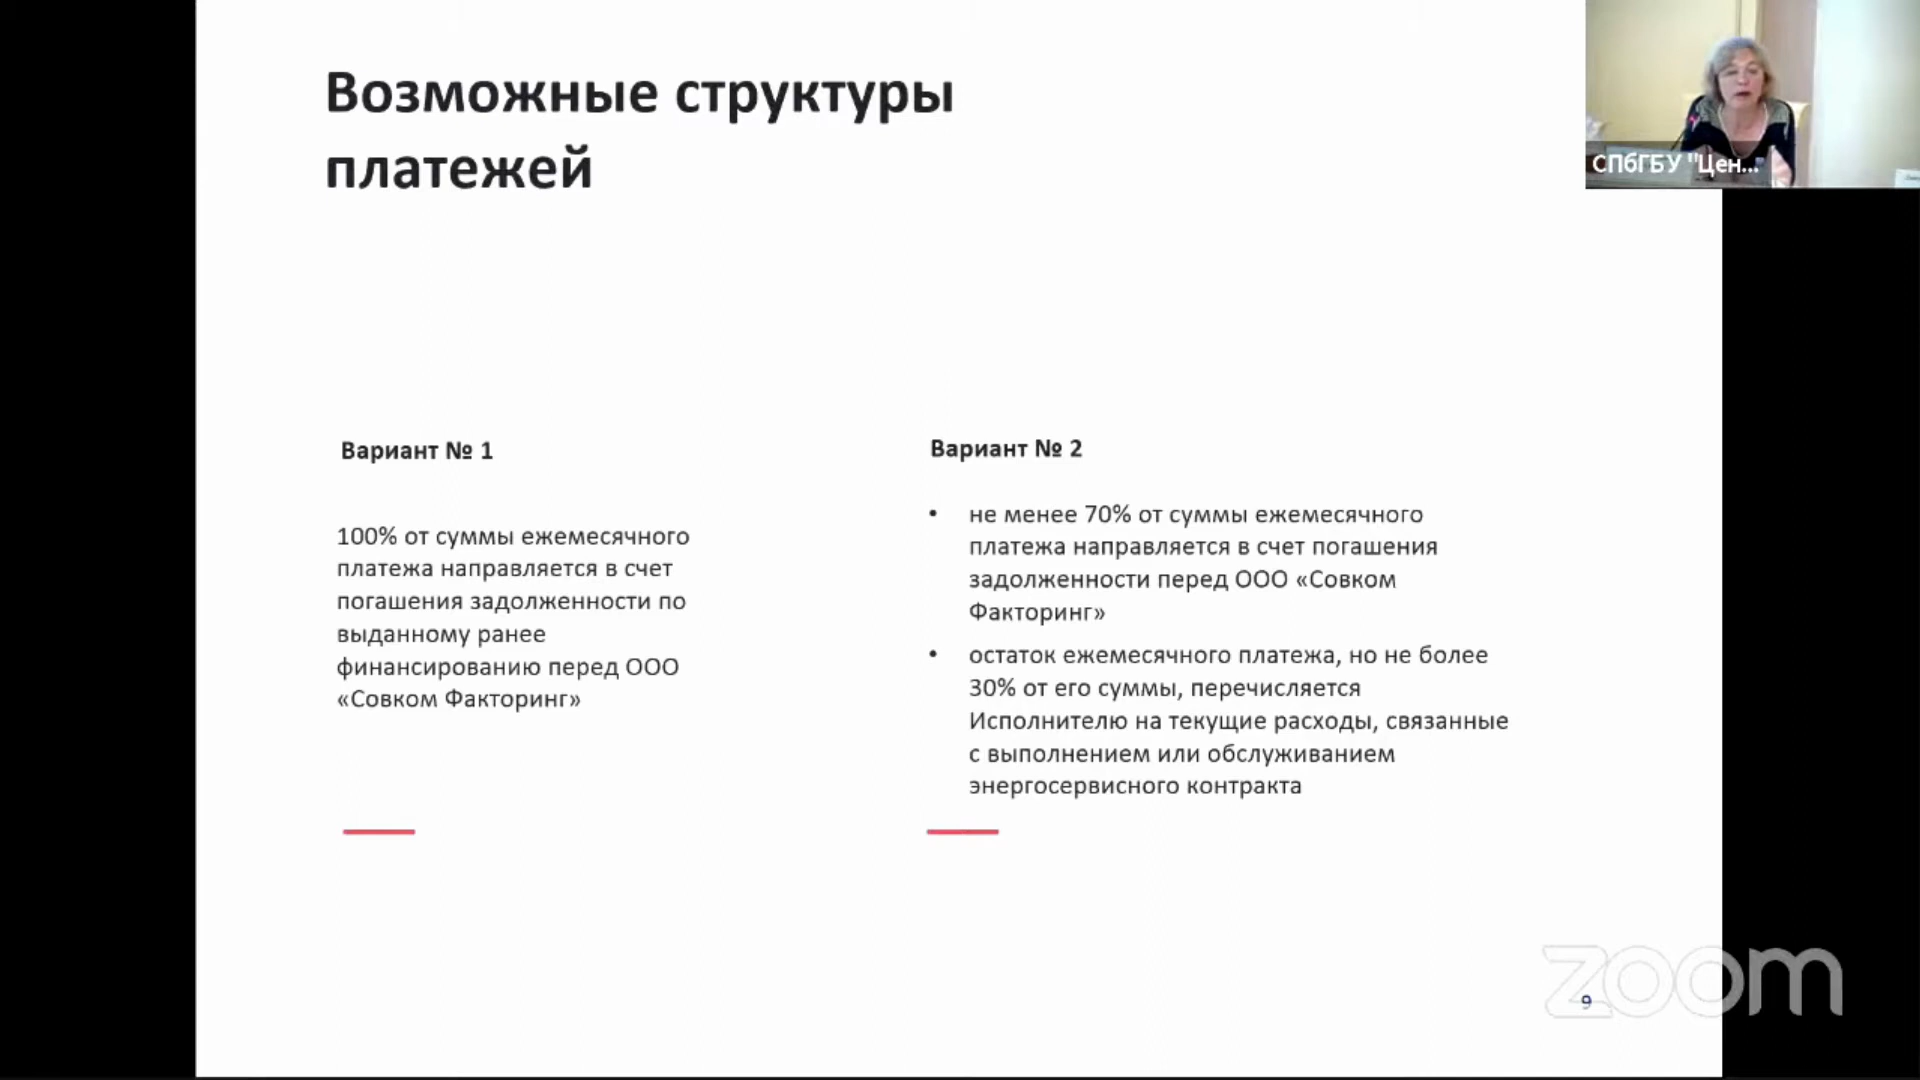 Возможные структуры
платежей
СПбГБУ "Цен...
Вариант № 1
100% от суммы ежемесячного
платежа направляется в счет
погашения задолженности по
выданному ранее
финансированию перед ООО
«Совком Факторинг»
Вариант № 2
• не менее 70% от суммы ежемесячного
платежа направляется в счет погашения
задолженности перед ООО «Совком
Факторинг»
• остаток ежемесячного платежа, но не более
30% от его суммы, перечисляется
Исполнителю на текущие расходы, связанные
с выполнением или обслуживанием
энергосервисного контракта
9
zoom